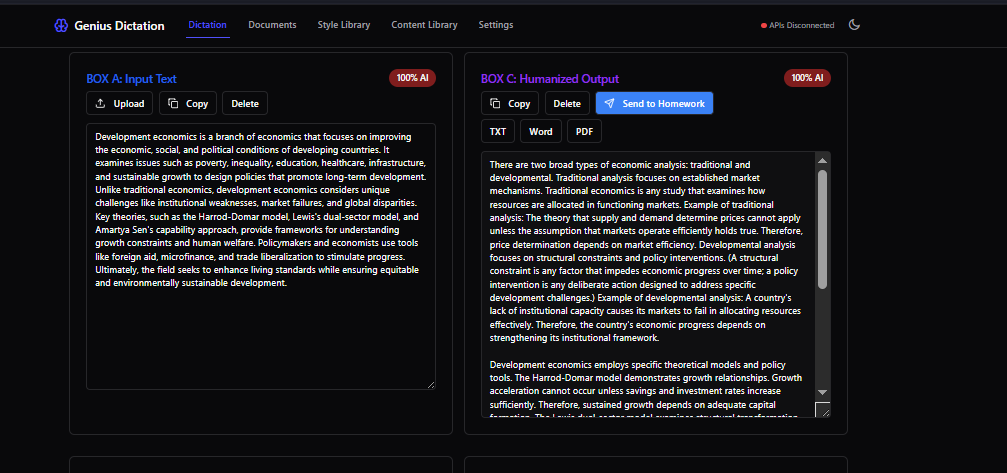 Genius Dictation
Dictation
Documents
Style Library
Content Library
Settings
APIs Disconnected
BOX A: Input Text
100% AI
Upload
Copy
Delete
Development economics is a branch of economics that focuses on improving
the economic, social, and political conditions of developing countries. It
examines issues such as poverty, inequality, education, healthcare, infrastructure,
and sustainable growth to design policies that promote long-term development.
Unlike traditional economics, development economics considers unique
challenges like institutional weaknesses, market failures, and global disparities.
Key theories, such as the Harrod-Domar model, Lewis's dual-sector model, and
Amartya Sen's capability approach, provide frameworks for understanding
growth constraints and human welfare. Policymakers and economists use tools
like foreign aid, microfinance, and trade liberalization to stimulate progress.
Ultimately, the field seeks to enhance living standards while ensuring equitable
and environmentally sustainable development.
BOX C: Humanized Output
100% AI
Copy
Delete
Send to Homework
TXT
Word
PDF
There are two broad types of economic analysis: traditional and
developmental. Traditional analysis focuses on established market
mechanisms. Traditional economics is any study that examines how
resources are allocated in functioning markets. Example of traditional
analysis: The theory that supply and demand determine prices cannot apply
unless the assumption that markets operate efficiently holds true. Therefore,
price determination depends on market efficiency. Developmental analysis
focuses on structural constraints and policy interventions. (A structural
constraint is any factor that impedes economic progress over time; a policy
intervention is any deliberate action designed to address specific
development challenges.) Example of developmental analysis: A country's
lack of institutional capacity causes its markets to fail in allocating resources
effectively. Therefore, the country's economic progress depends on
strengthening its institutional framework.
Development economics employs specific theoretical models and policy
tools. The Harrod-Domar model demonstrates growth relationships. Growth
acceleration cannot occur unless savings and investment rates increase
sufficiently. Therefore, sustained growth depends on adequate capital
formation. The Lewis dual-sector model examines structural transformation